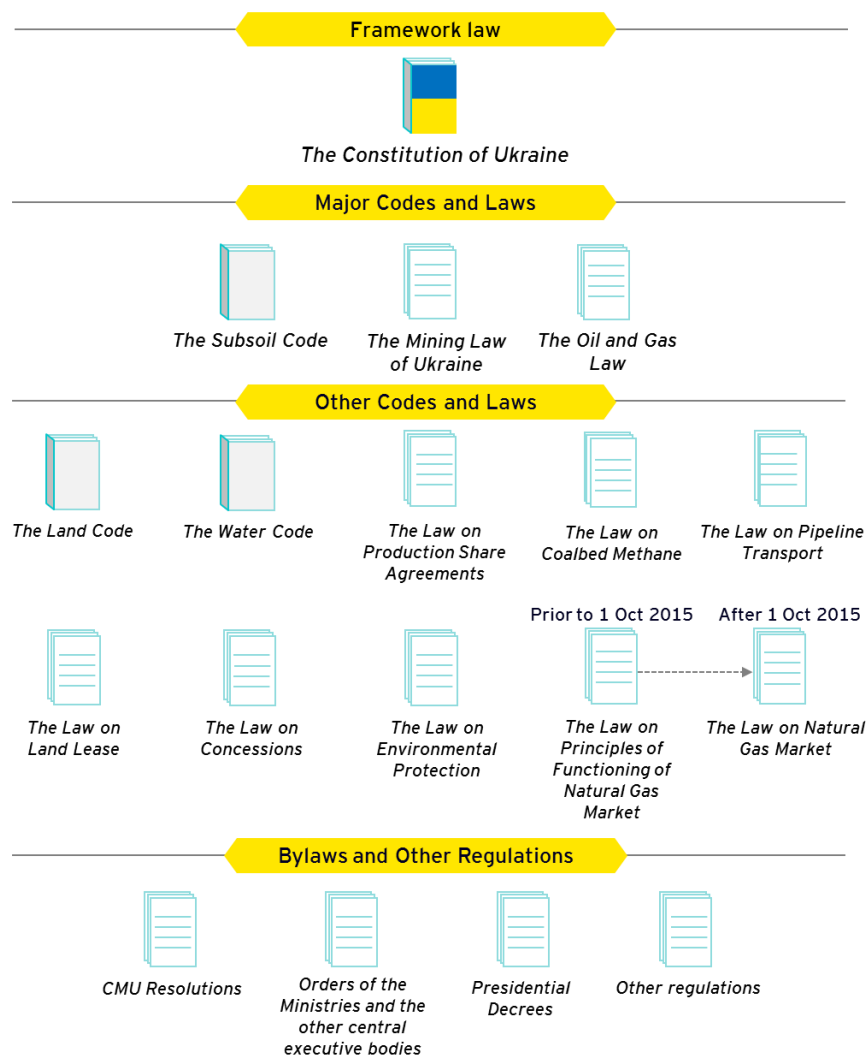 Framework law
The Constitution of Ukraine
Major Codes and Laws
The Subsoil Code
The Mining Law
of Ukraine
The Oil and Gas
Law
Other Codes and Laws
The Land Code
The Water Code
The Law on
Production Share
Agreements
The Law on
Coalbed Methane
The Law on Pipeline
Transport
Prior to 1 Oct 2015
After 1 Oct 2015
The Law on
Land Lease
The Law on
Concessions
The Law on
Environmental
Protection
The Law on
Principles of
Functioning of
Natural Gas
Market
The Law on Natural
Gas Market
Bylaws and Other Regulations
CMU Resolutions
Orders of the
Ministries and the
other central
executive bodies
Presidential
Decrees
Other regulations